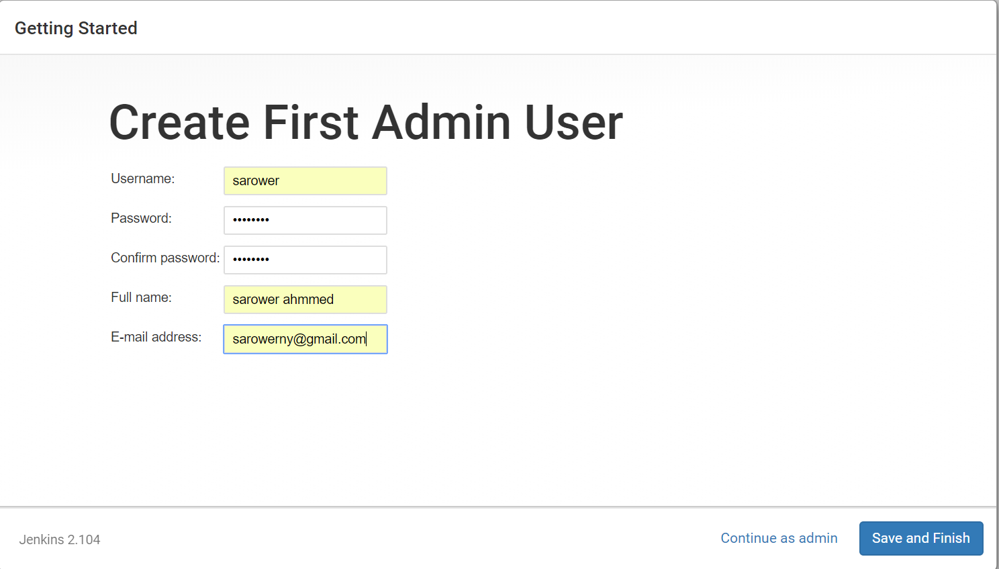 Getting Started
Create First Admin User
Username: sarower
Password: ••••••••
Confirm password: ••••••••
Full name: sarower ahmmed
E-mail address: sarowerny@gmail.com
Jenkins 2.104 Continue as admin Save and Finish